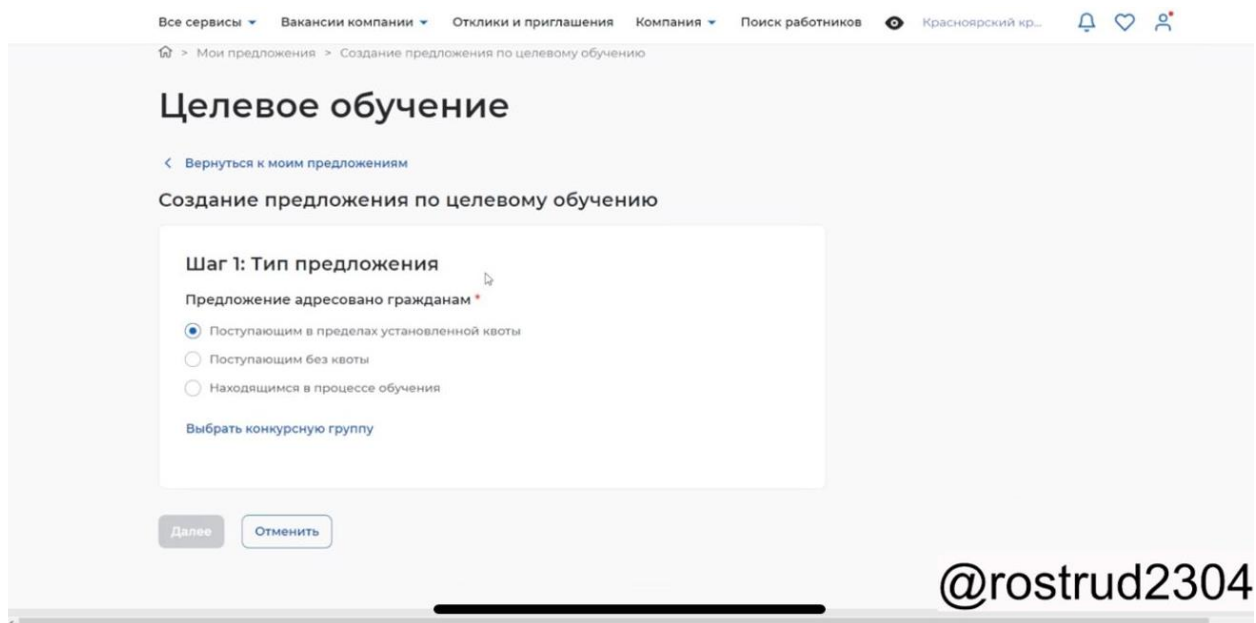 Все сервисы Вакансии компании Отклики и приглашения Компания Поиск работников Красноярский кр...
> Мои предложения > Создание предложения по целевому обучению
Целевое обучение
< Вернуться к моим предложениям
Создание предложения по целевому обучению
Шаг 1: Тип предложения
Предложение адресовано гражданам *
Поступающим в пределах установленной квоты
Поступающим без квоты
Находящимся в процессе обучения
Выбрать конкурсную группу
Далее Отменить
@rostrud2304